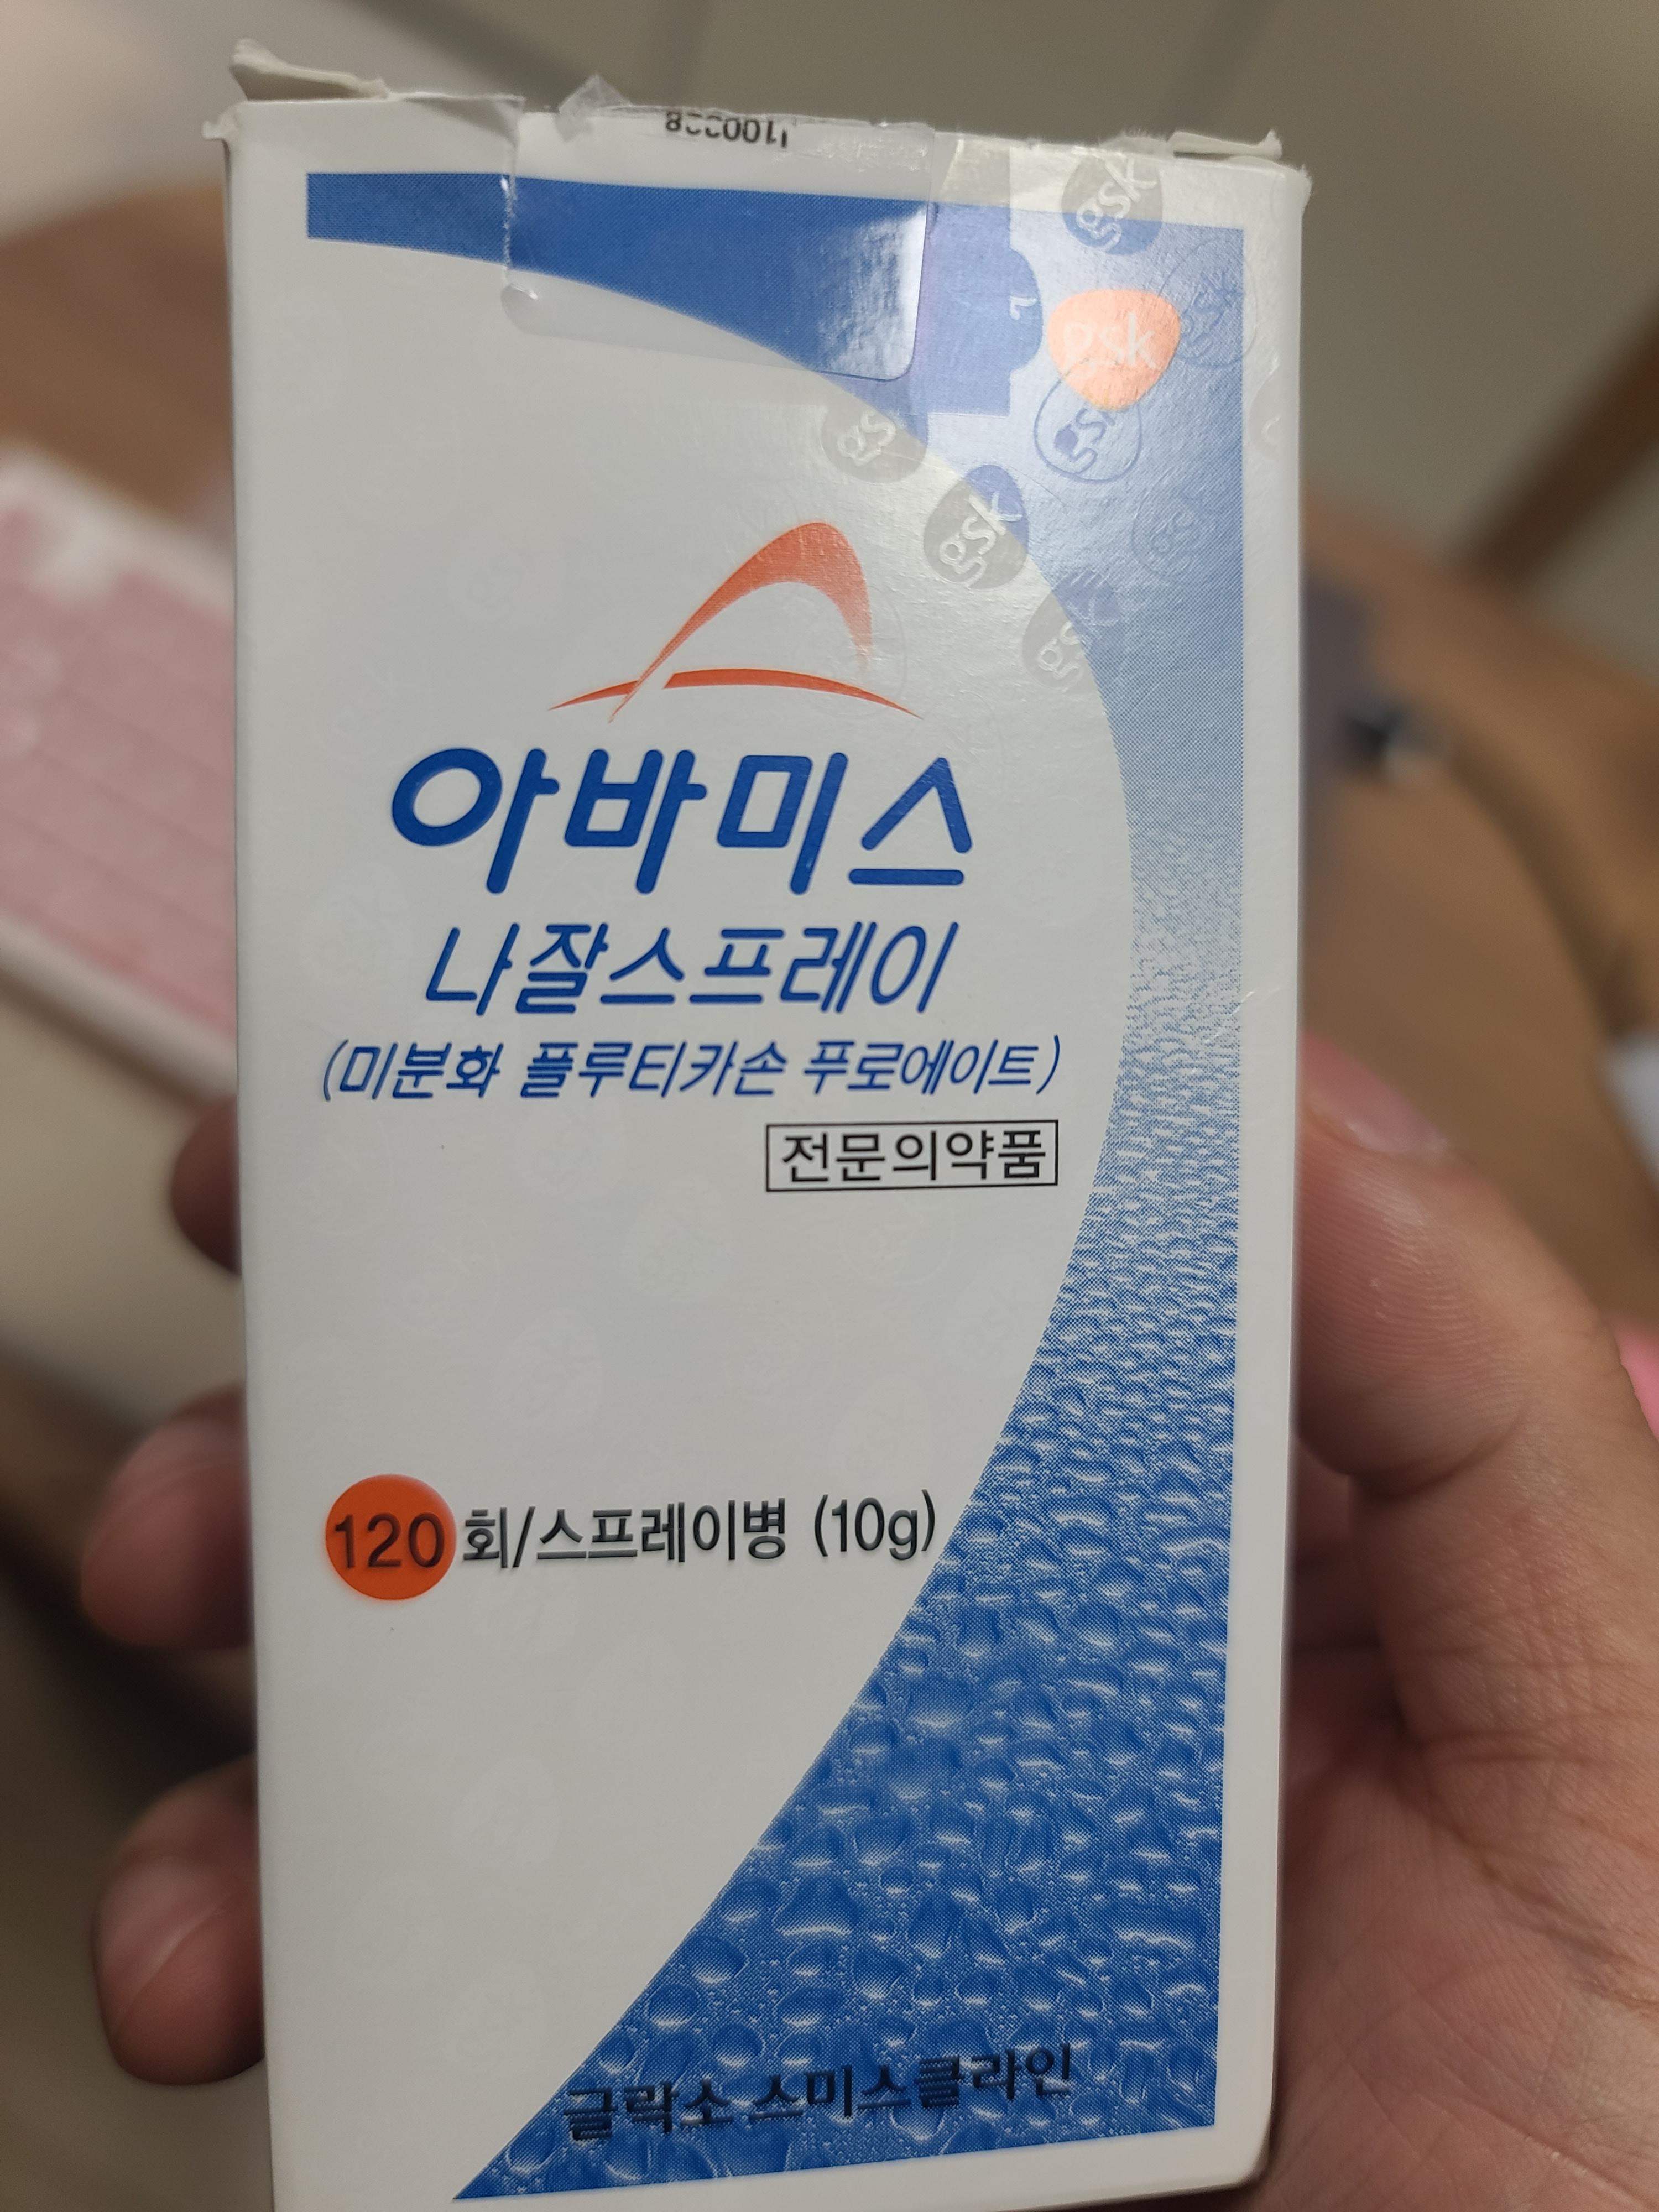 gsk
아바미스
나잘스프레이
(미분화 플루티카손 푸로에이트)
전문의약품
120회/스프레이병 (10g)
글락소 스미스클라인